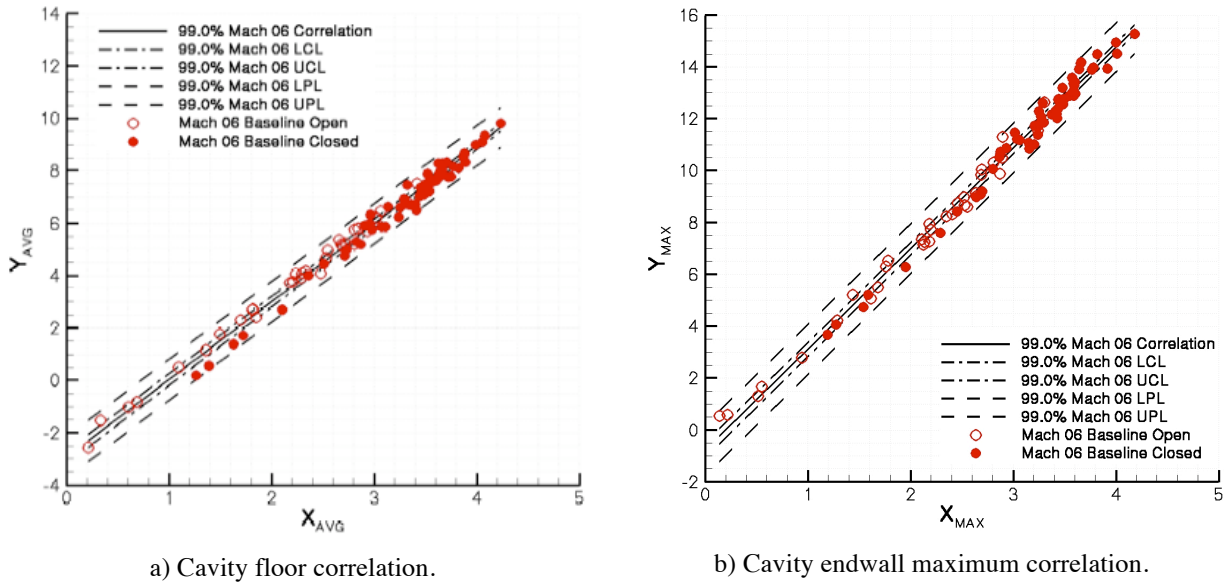 14
12
10
8
6
4
2
0
-2
-4
Y AVG
99.0% Mach 06 Correlation
99.0% Mach 06 LCL
99.0% Mach 06 UCL
99.0% Mach 06 LPL
99.0% Mach 06 UPL
Mach 06 Baseline Open
Mach 06 Baseline Closed
0 1 2 3 4 5
X AVG
a) Cavity floor correlation.
16
14
12
10
8
6
4
2
0
-2
Y MAX
99.0% Mach 06 Correlation
99.0% Mach 06 LCL
99.0% Mach 06 UCL
99.0% Mach 06 LPL
99.0% Mach 06 UPL
Mach 06 Baseline Open
Mach 06 Baseline Closed
0 1 2 3 4 5
X MAX
b) Cavity endwall maximum correlation.